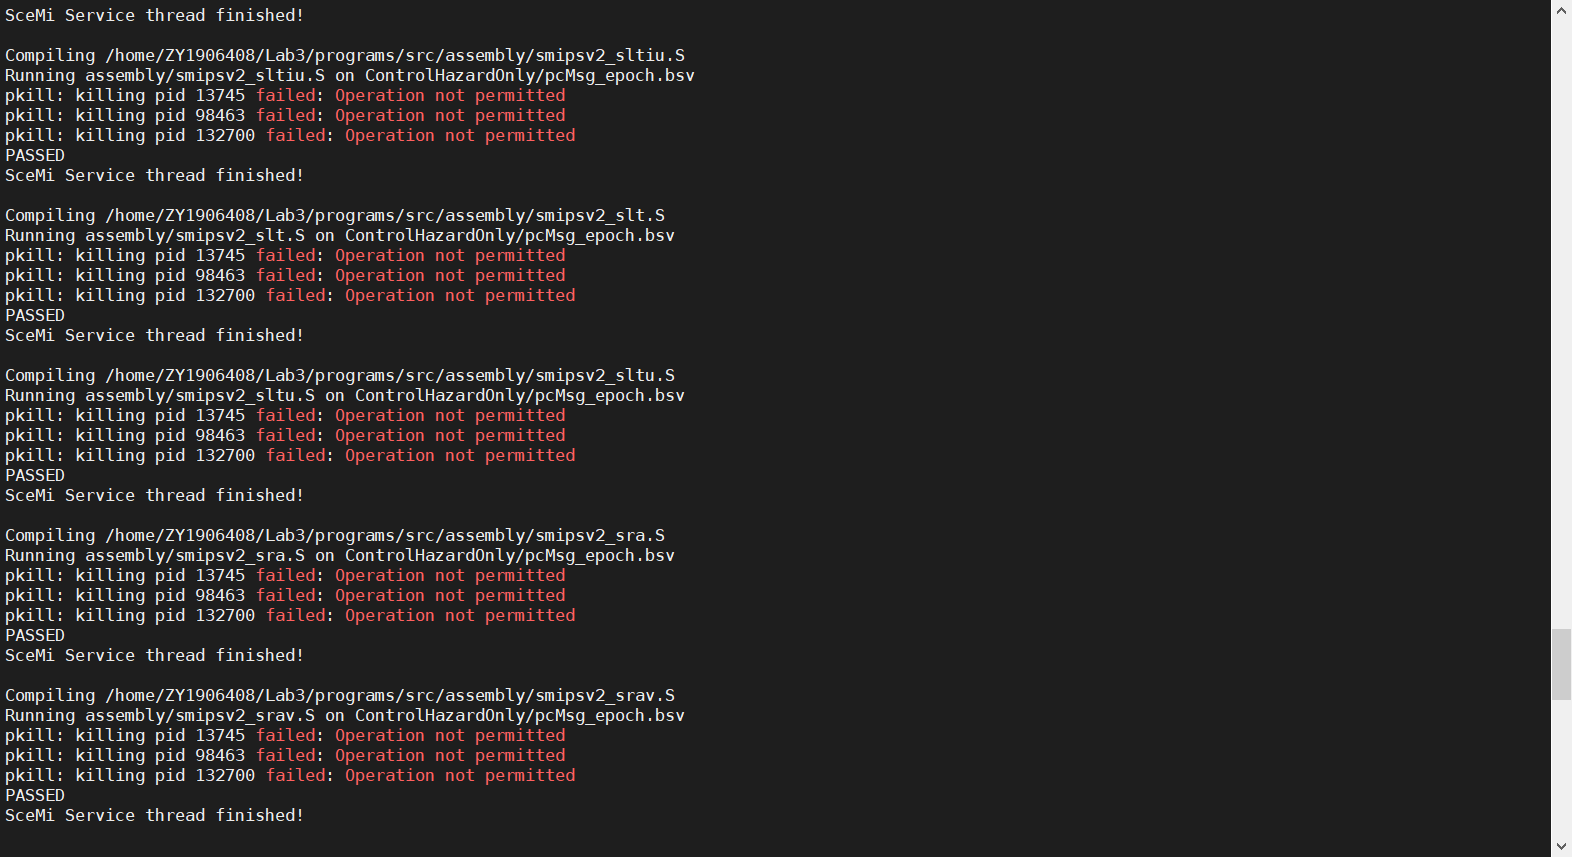 SceMi Service thread finished!
Compiling /home/ZY1906408/Lab3/programs/src/assembly/smipsv2_sltiu.S
Running assembly/smipsv2_sltiu.S on ControlHazardOnly/pcMsg_epoch.bsv
pkill: killing pid 13745 failed: Operation not permitted
pkill: killing pid 98463 failed: Operation not permitted
pkill: killing pid 132700 failed: Operation not permitted
PASSED
SceMi Service thread finished!
Compiling /home/ZY1906408/Lab3/programs/src/assembly/smipsv2_slt.S
Running assembly/smipsv2_slt.S on ControlHazardOnly/pcMsg_epoch.bsv
pkill: killing pid 13745 failed: Operation not permitted
pkill: killing pid 98463 failed: Operation not permitted
pkill: killing pid 132700 failed: Operation not permitted
PASSED
SceMi Service thread finished!
Compiling /home/ZY1906408/Lab3/programs/src/assembly/smipsv2_sltu.S
Running assembly/smipsv2_sltu.S on ControlHazardOnly/pcMsg_epoch.bsv
pkill: killing pid 13745 failed: Operation not permitted
pkill: killing pid 98463 failed: Operation not permitted
pkill: killing pid 132700 failed: Operation not permitted
PASSED
SceMi Service thread finished!
Compiling /home/ZY1906408/Lab3/programs/src/assembly/smipsv2_sra.S
Running assembly/smipsv2_sra.S on ControlHazardOnly/pcMsg_epoch.bsv
pkill: killing pid 13745 failed: Operation not permitted
pkill: killing pid 98463 failed: Operation not permitted
pkill: killing pid 132700 failed: Operation not permitted
PASSED
SceMi Service thread finished!
Compiling /home/ZY1906408/Lab3/programs/src/assembly/smipsv2_srav.S
Running assembly/smipsv2_srav.S on ControlHazardOnly/pcMsg_epoch.bsv
pkill: killing pid 13745 failed: Operation not permitted
pkill: killing pid 98463 failed: Operation not permitted
pkill: killing pid 132700 failed: Operation not permitted
PASSED
SceMi Service thread finished!